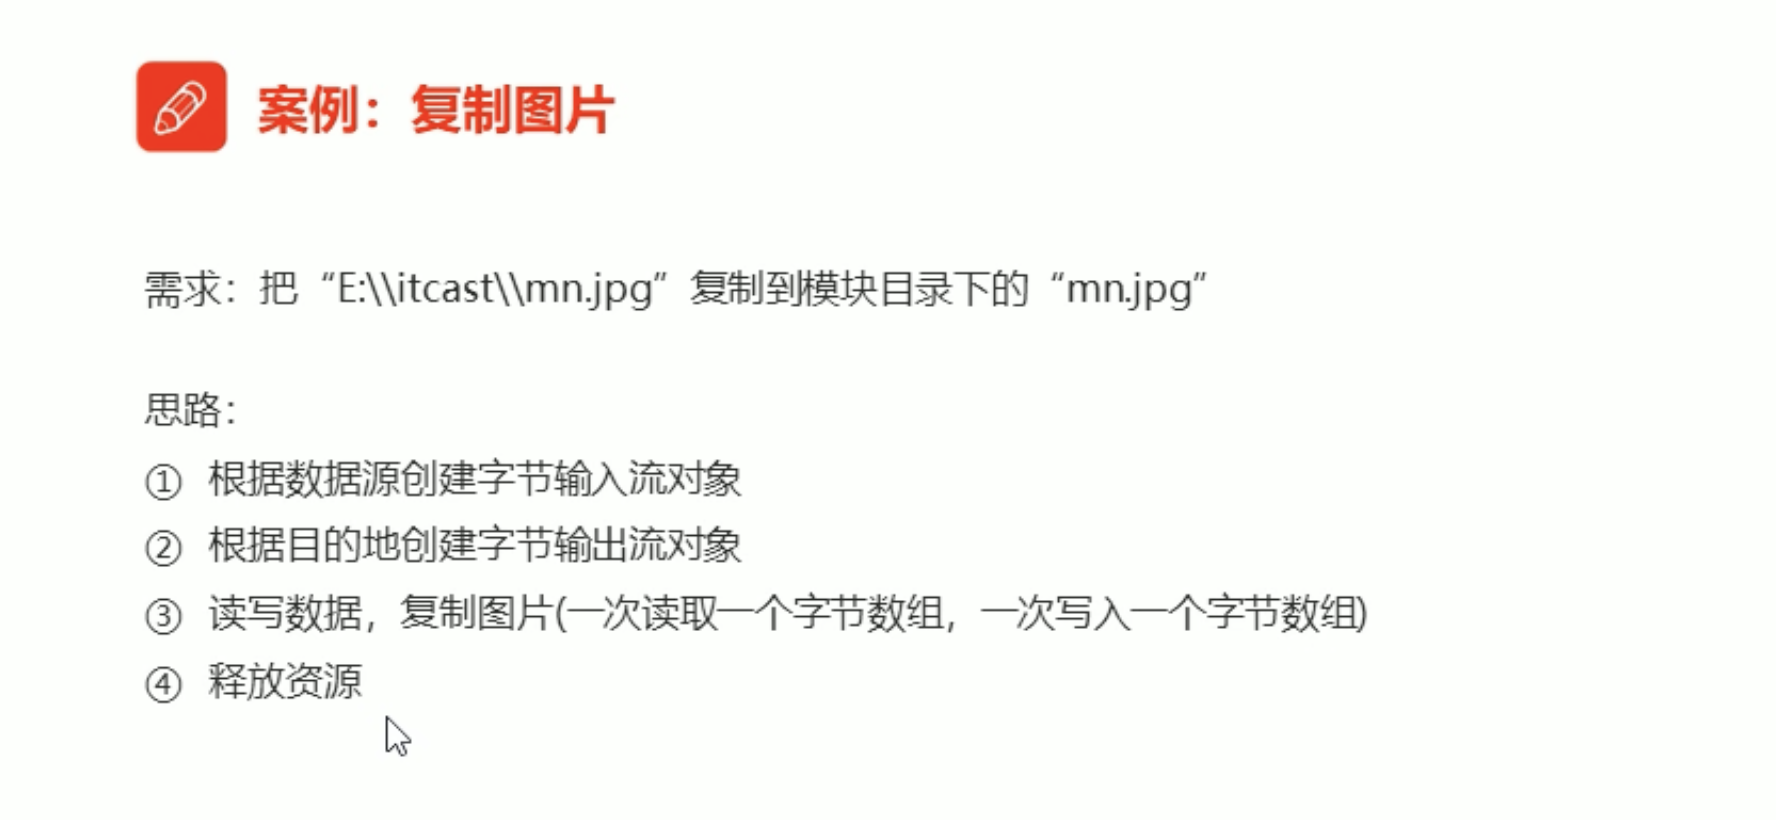 案例：复制图片
需求：把“E:\\itcast\\mn.jpg”复制到模块目录下的“mn.jpg”
思路：
① 根据数据源创建字节输入流对象
② 根据目的地创建字节输出流对象
③ 读写数据，复制图片(一次读取一个字节数组，一次写入一个字节数组)
④ 释放资源